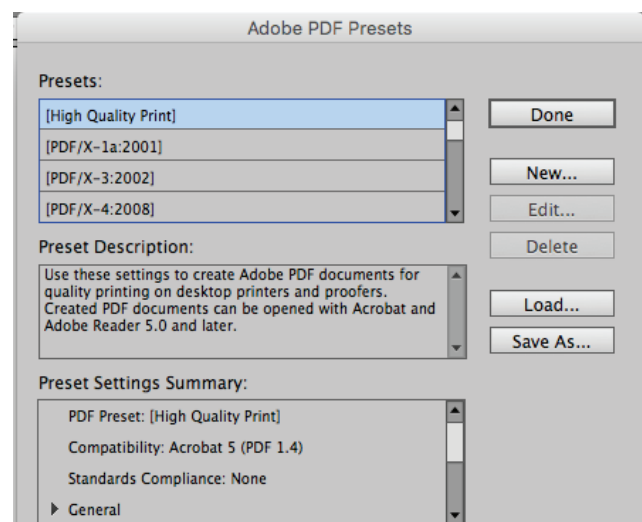 Adobe PDF Presets
Presets:
[High Quality Print]
[PDF/X-1a:2001]
[PDF/X-3:2002]
[PDF/X-4:2008]
Done
New...
Edit...
Delete
Load...
Save As...
Preset Description:
Use these settings to create Adobe PDF documents for
quality printing on desktop printers and proofers.
Created PDF documents can be opened with Acrobat and
Adobe Reader 5.0 and later.
Preset Settings Summary:
PDF Preset: [High Quality Print]
Compatibility: Acrobat 5 (PDF 1.4)
Standards Compliance: None
General